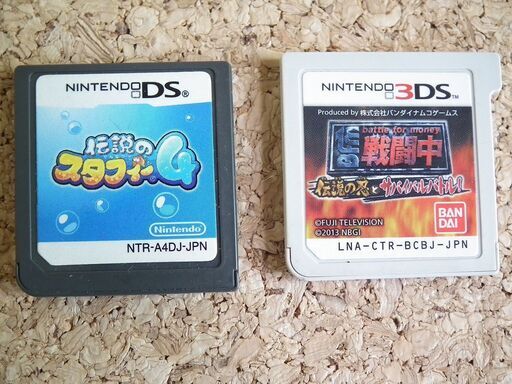 NINTENDO DS
伝説の
スタフィー4
Nintendo
NTR-A4DJ-JPN
NINTENDO 3DS™
Produced by 株式会社バンダイナムコゲームス
battle for money
戦闘中
伝説の忍とサバイバルバトル!
©FUJI TELEVISION
©2013 NBGI
BAN
DAI
LNA-CTR-BCBJ-JPN